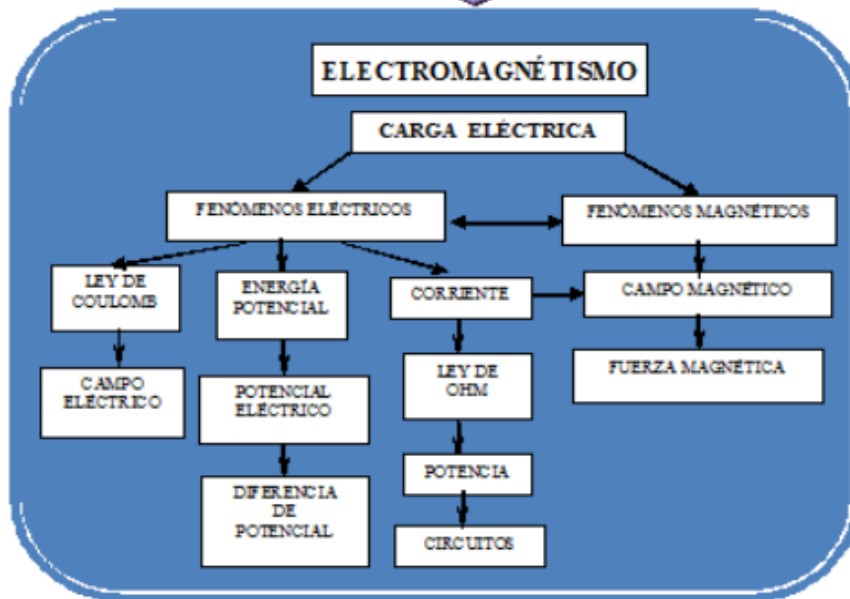 ELECTROMAGNÉTISMO
CARGA ELÉCTRICA
FENÓMENOS ELÉCTRICOS
FENÓMENOS MAGNÉTICOS
LEY DE
COULOMB
ENERGÍA
POTENCIAL
CORRIENTE
CAMPO MAGNÉTICO
CAMPO
ELÉCTRICO
POTENCIAL
ELÉCTRICO
LEY DE
OHM
FUERZA MAGNÉTICA
DIFERENCIA
DE
POTENCIAL
POTENCIA
CIRCUITOS